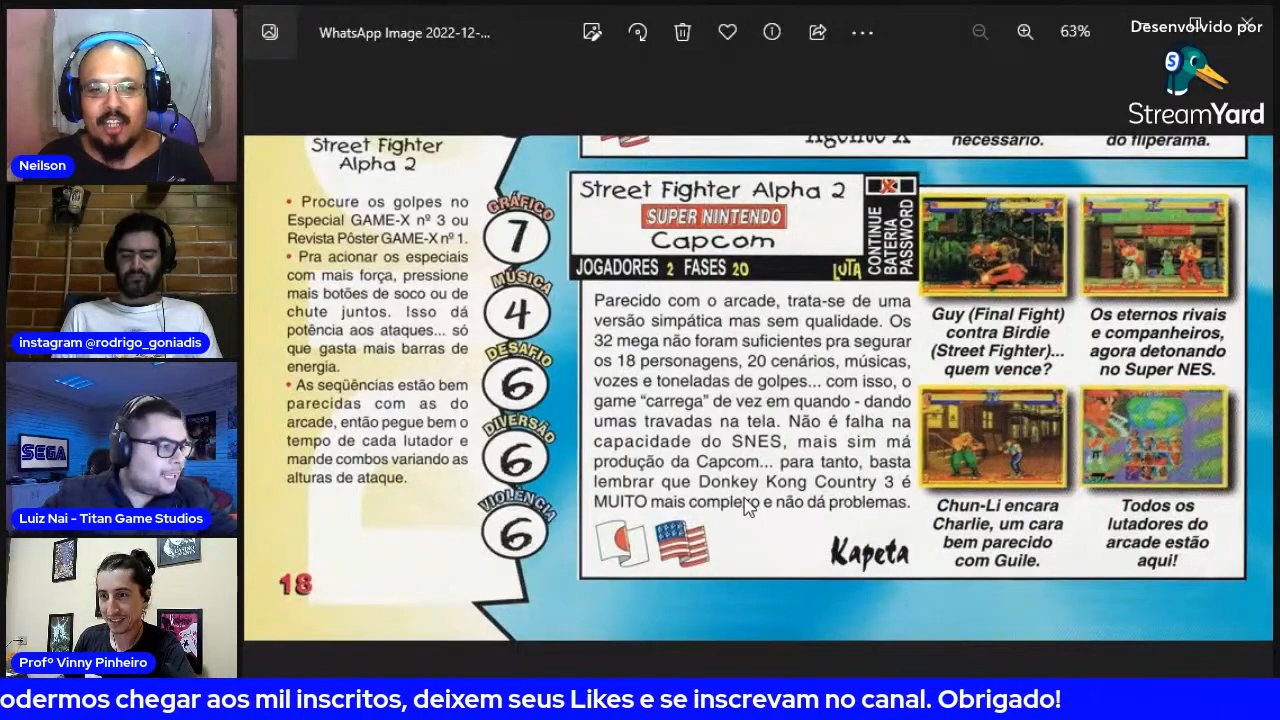 WhatsApp Image 2022-12-...
63%
Desenvolvido por
StreamYard
Neilson
instagram @rodrigo_goniadis
SEGA
Luiz Nai - Titan Game Studios
Profº Vinny Pinheiro
Street Fighter
Alpha 2
• Procure os golpes no
Especial GAME-X nº 3 ou
Revista Pôster GAME-X nº 1.
• Pra acionar os especiais
com mais força, pressione
mais botões de soco ou de
chute juntos. Isso dá
potência aos ataques... só
que gasta mais barras de
energia.
• As seqüências estão bem
parecidas com as do
arcade, então pegue bem o
tempo de cada lutador e
mande combos variando as
alturas de ataque.
18
GRÁFICO
7
MÚSICA
4
DESAFIO
6
DIVERSÃO
6
VIOLÊNCIA
6
Agente X
necessário.
do fliperama.
Street Fighter Alpha 2
SUPER NINTENDO
Capcom
JOGADORES 2 FASES 20
LUTA
CONTINUE
BATERIA
PASSWORD
Parecido com o arcade, trata-se de uma
versão simpática mas sem qualidade. Os
32 mega não foram suficientes pra segurar
os 18 personagens, 20 cenários, músicas,
vozes e toneladas de golpes... com isso, o
game “carrega” de vez em quando - dando
umas travadas na tela. Não é falha na
capacidade do SNES, mais sim má
produção da Capcom... para tanto, basta
lembrar que Donkey Kong Country 3 é
MUITO mais complexo e não dá problemas.
Kapeta
Guy (Final Fight)
contra Birdie
(Street Fighter)...
quem vence?
Os eternos rivais
e companheiros,
agora detonando
no Super NES.
Chun-Li encara
Charlie, um cara
bem parecido
com Guile.
Todos os
lutadores do
arcade estão
aqui!
odermos chegar aos mil inscritos, deixem seus Likes e se inscrevam no canal. Obrigado!